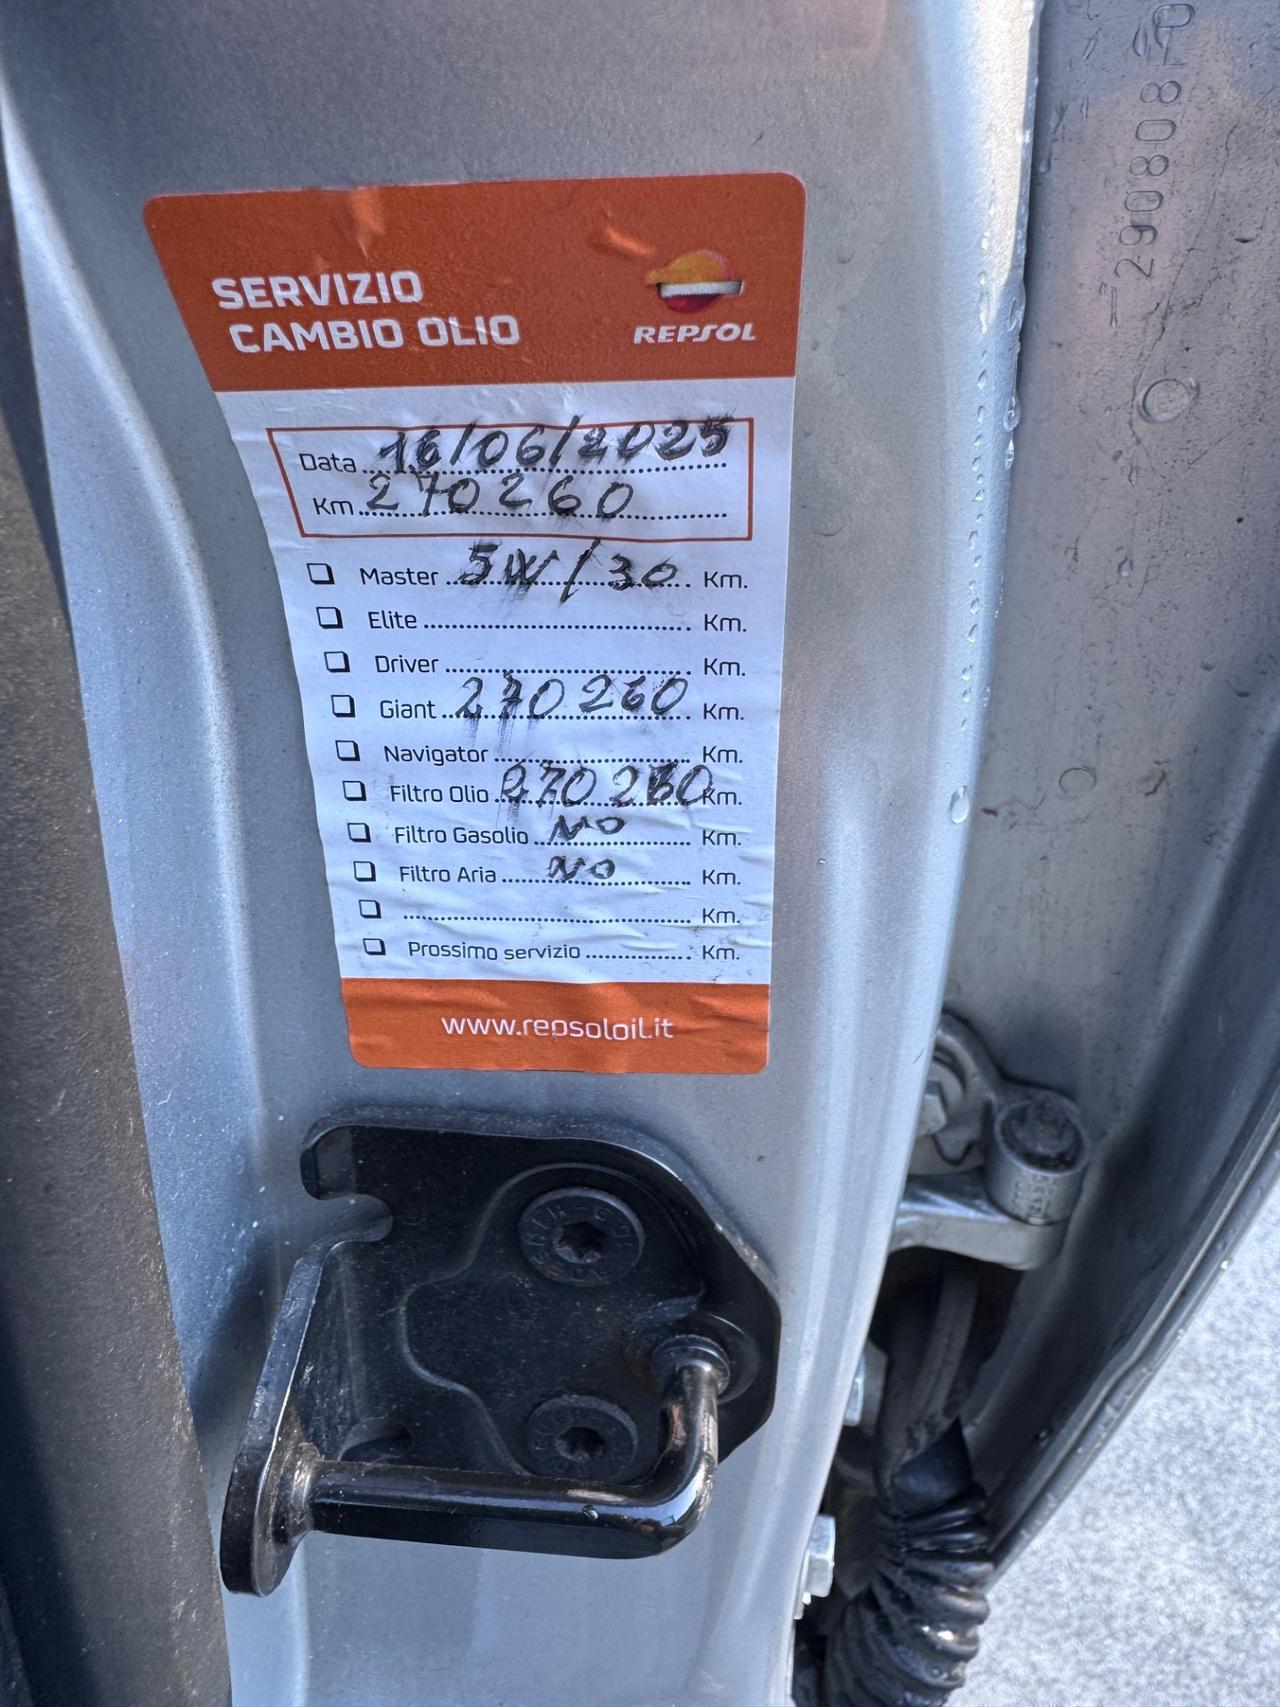 SERVIZIO
CAMBIO OLIO
REPSOL
Data 16/06/2025
Km 270260
Master 5W/30 Km.
Elite Km.
Driver Km.
Giant 270260 Km.
Navigator Km.
Filtro Olio 270260 Km.
Filtro Gasolio NO Km.
Filtro Aria NO Km.
Km.
Prossimo servizio Km.
www.repsoloil.it